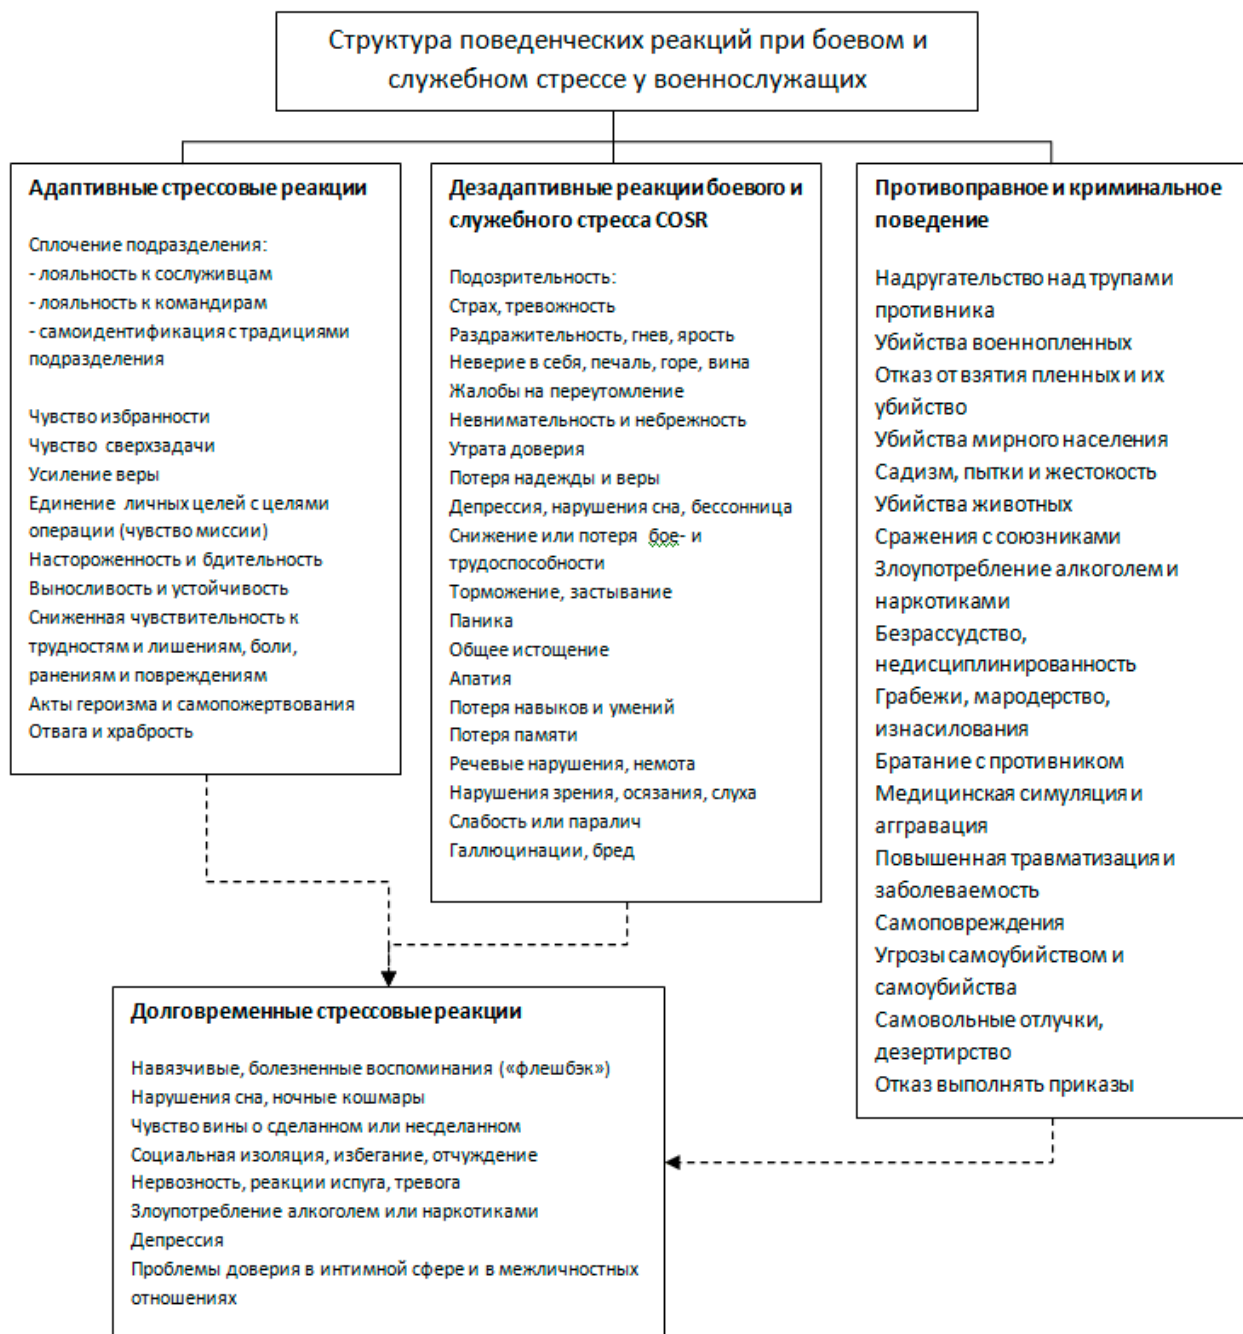 Структура поведенческих реакций при боевом и
служебном стрессе у военнослужащих
Адаптивные стрессовые реакции
Сплочение подразделения:
- лояльность к сослуживцам
- лояльность к командирам
- самоидентификация с традициями
подразделения
Чувство избранности
Чувство сверхзадачи
Усиление веры
Единение личных целей с целями
операции (чувство миссии)
Настороженность и бдительность
Выносливость и устойчивость
Сниженная чувствительность к
трудностям и лишениям, боли,
ранениям и повреждениям
Акты героизма и самопожертвования
Отвага и храбрость
Дезадаптивные реакции боевого и
служебного стресса COSR
Подозрительность:
Страх, тревожность
Раздражительность, гнев, ярость
Неверие в себя, печаль, горе, вина
Жалобы на переутомление
Невнимательность и небрежность
Утрата доверия
Потеря надежды и веры
Депрессия, нарушения сна, бессонница
Снижение или потеря бое- и
трудоспособности
Торможение, застывание
Паника
Общее истощение
Апатия
Потеря навыков и умений
Потеря памяти
Речевые нарушения, немота
Нарушения зрения, осязания, слуха
Слабость или паралич
Галлюцинации, бред
Противоправное и криминальное
поведение
Надругательство над трупами
противника
Убийства военнопленных
Отказ от взятия пленных и их
убийство
Убийства мирного населения
Садизм, пытки и жестокость
Убийства животных
Сражения с союзниками
Злоупотребление алкоголем и
наркотиками
Безрассудство,
недисциплинированность
Грабежи, мародерство,
изнасилования
Братание с противником
Медицинская симуляция и
аггравация
Повышенная травматизация и
заболеваемость
Самоповреждения
Угрозы самоубийством и
самоубийства
Самовольные отлучки,
дезертирство
Отказ выполнять приказы
Долговременные стрессовые реакции
Навязчивые, болезненные воспоминания («флешбэк»)
Нарушения сна, ночные кошмары
Чувство вины о сделанном или несделанном
Социальная изоляция, избегание, отчуждение
Нервозность, реакции испуга, тревога
Злоупотребление алкоголем или наркотиками
Депрессия
Проблемы доверия в интимной сфере и в межличностных
отношениях